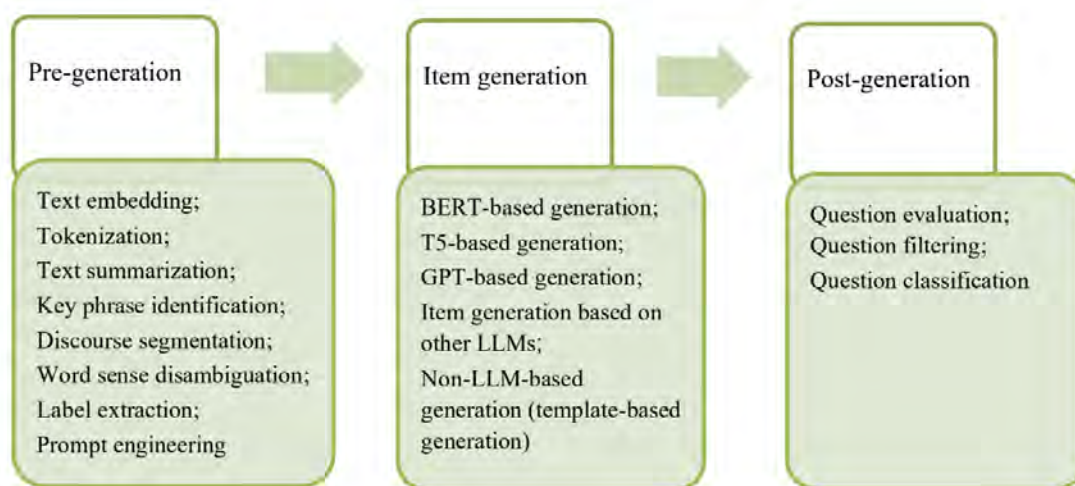 Pre-generation
Text embedding;
Tokenization;
Text summarization;
Key phrase identification;
Discourse segmentation;
Word sense disambiguation;
Label extraction;
Prompt engineering
Item generation
BERT-based generation;
T5-based generation;
GPT-based generation;
Item generation based on
other LLMs;
Non-LLM-based
generation (template-based
generation)
Post-generation
Question evaluation;
Question filtering;
Question classification